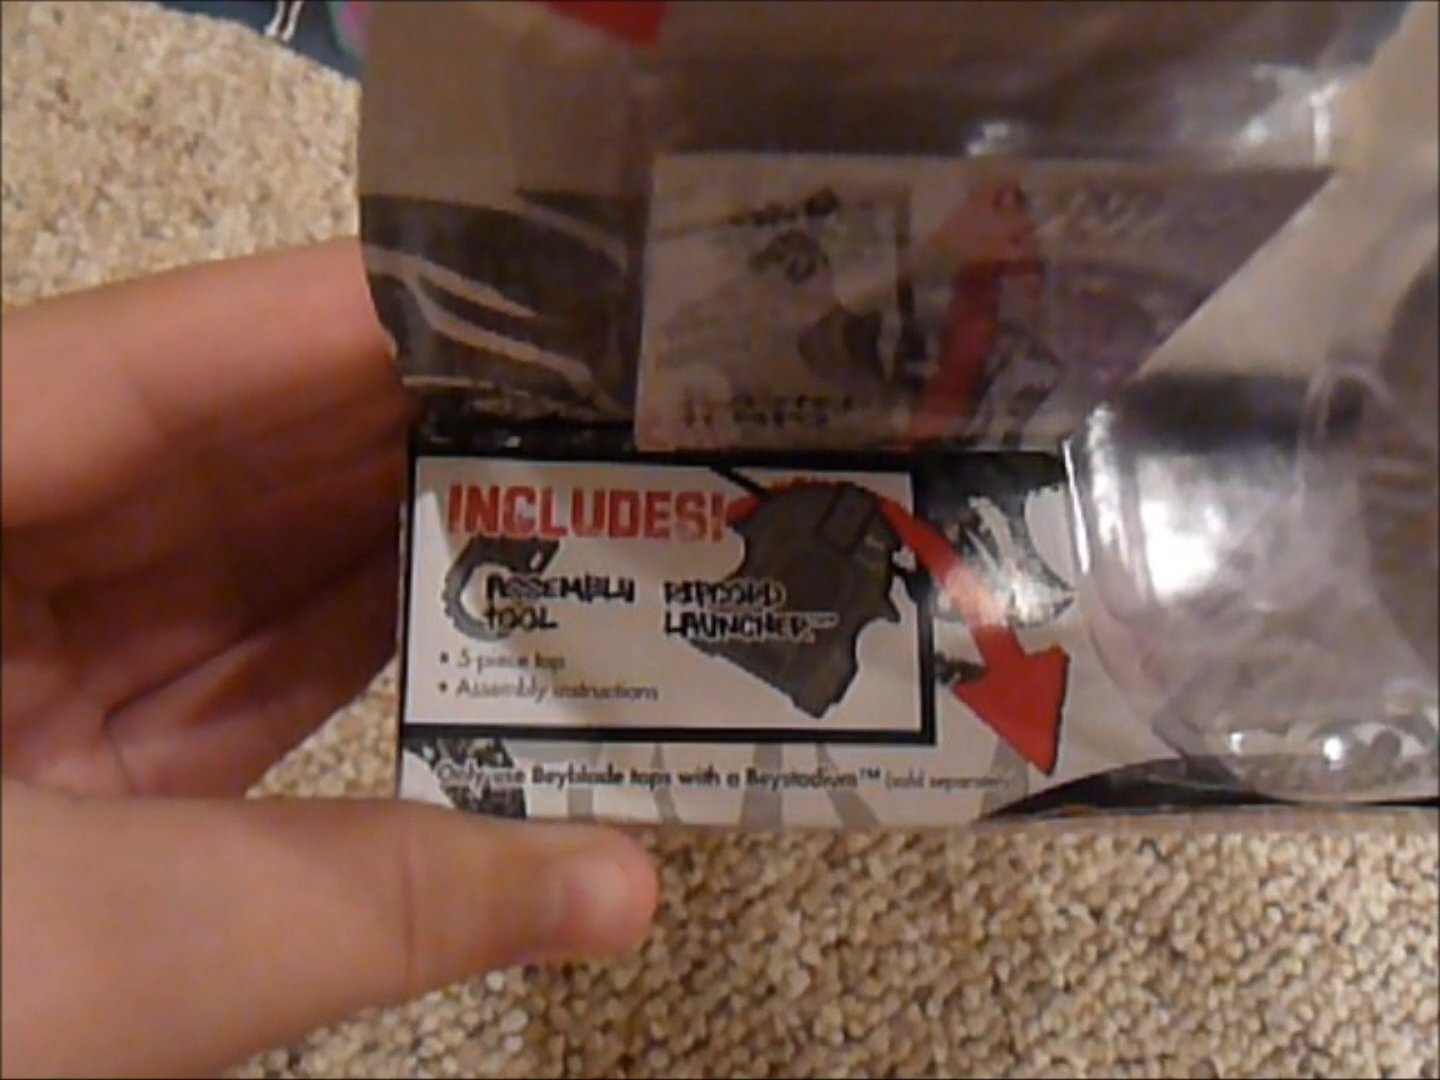 INCLUDES!
ASSEMBLY
TOOL
RIPCORD
LAUNCHER™
• 5-piece top
• Assembly instructions
Only use Beyblade tops with a Beystadium™ (sold separately)